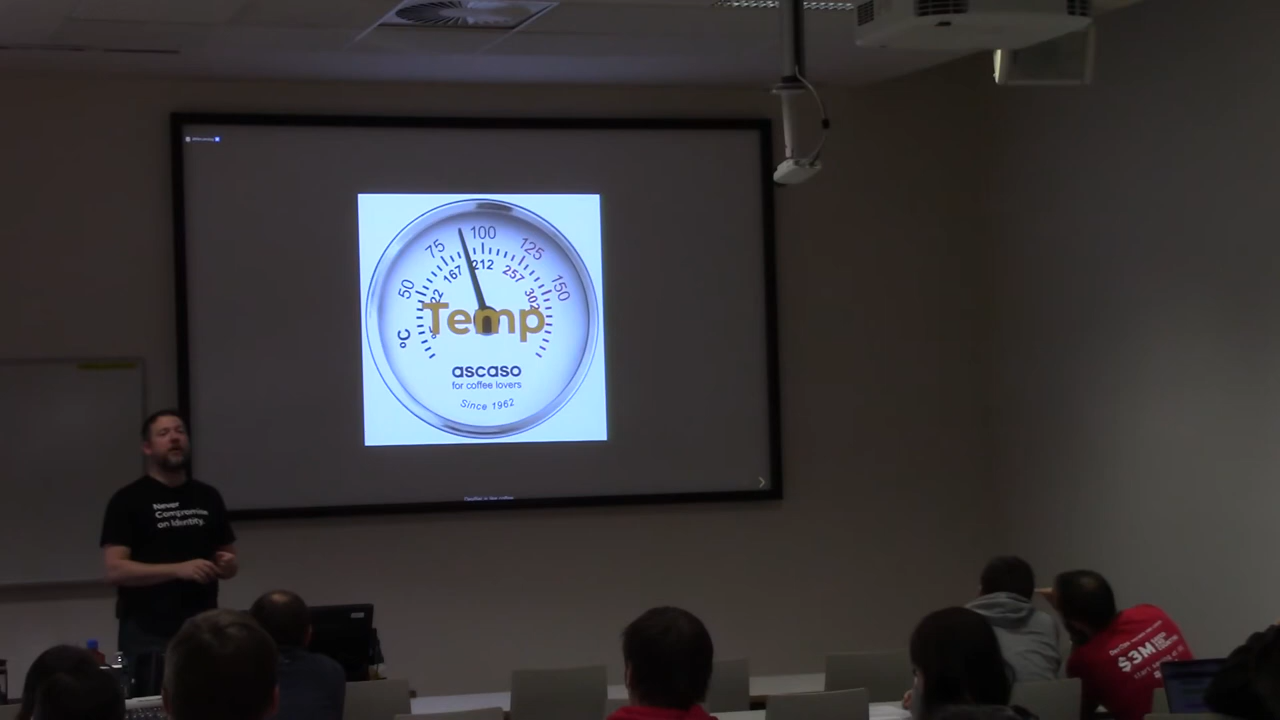 100
75
125
212
167
257
50
150
302
Temp
°C
ascaso
for coffee lovers
Since 1962
Never
Compromise
on Identity.
$3M